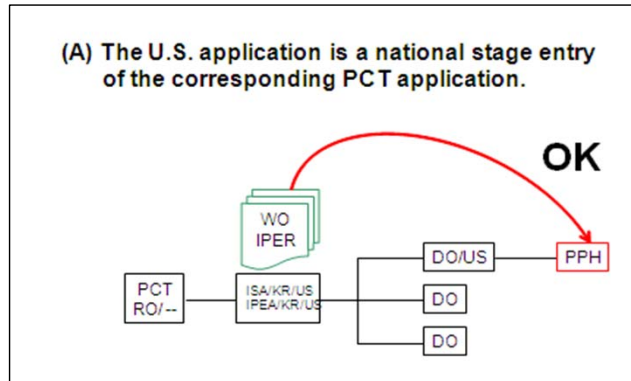 (A) The U.S. application is a national stage entry
of the corresponding PCT application.
OK
WO
IPER
DO/US
PPH
PCT
RO/--
ISA/KR/US
IPEA/KR/US
DO
DO